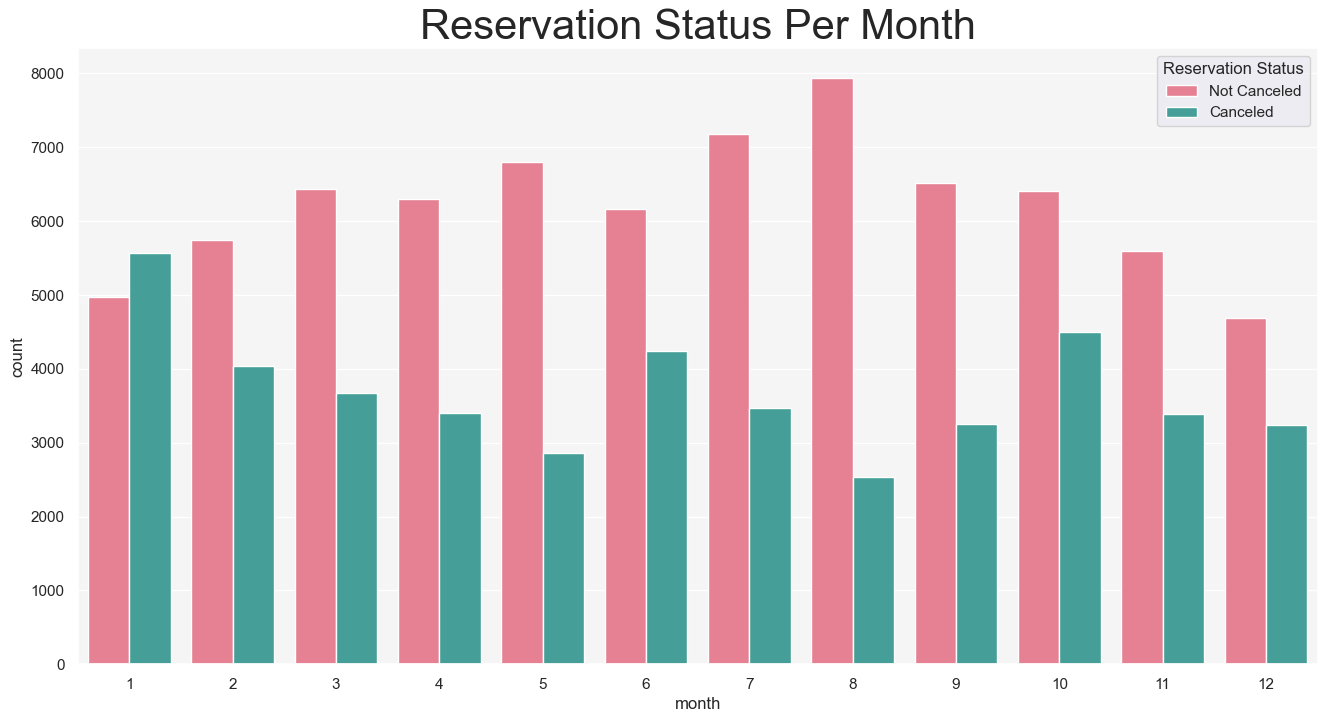 Reservation Status Per Month
Reservation Status
Not Canceled
Canceled
8000
7000
6000
5000
4000
3000
2000
1000
0
count
1 2 3 4 5 6 7 8 9 10 11 12
month